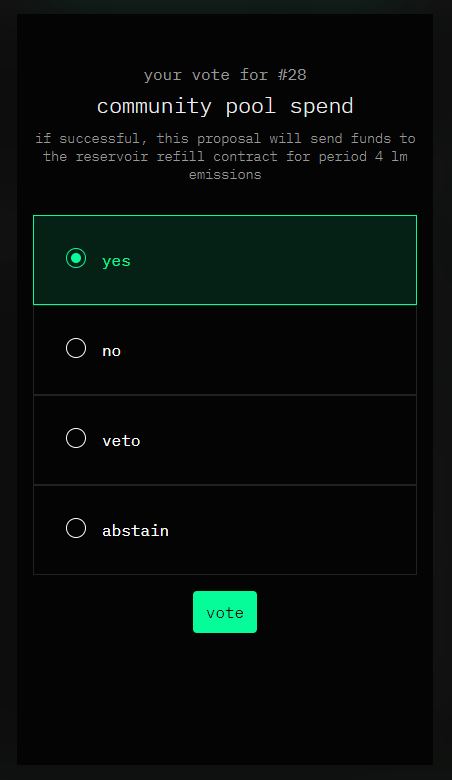 your vote for #28
community pool spend
if successful, this proposal will send funds to
the reservoir refill contract for period 4 lm
emissions
yes
no
veto
abstain
vote